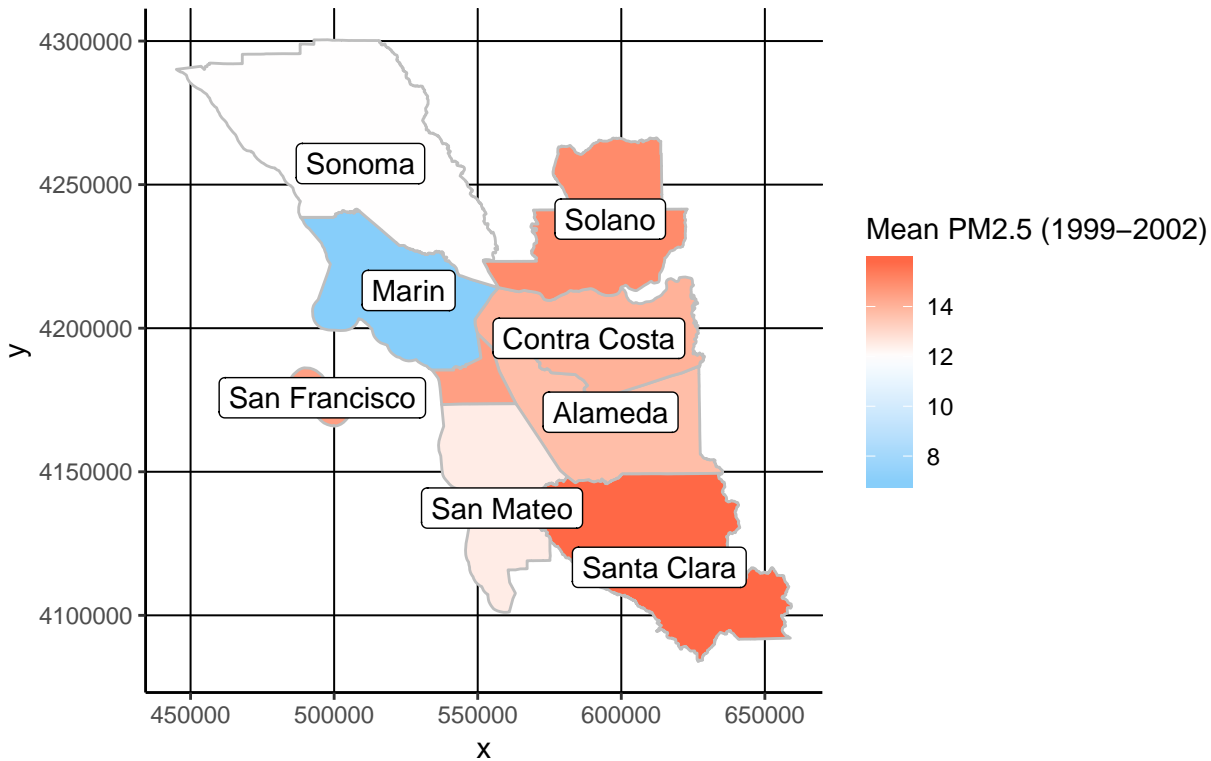 4300000
4250000
4200000
4150000
4100000
y
Sonoma
Solano
Marin
Contra Costa
San Francisco
Alameda
San Mateo
Santa Clara
450000 500000 550000 600000 650000
x
Mean PM2.5 (1999–2002)
14
12
10
8